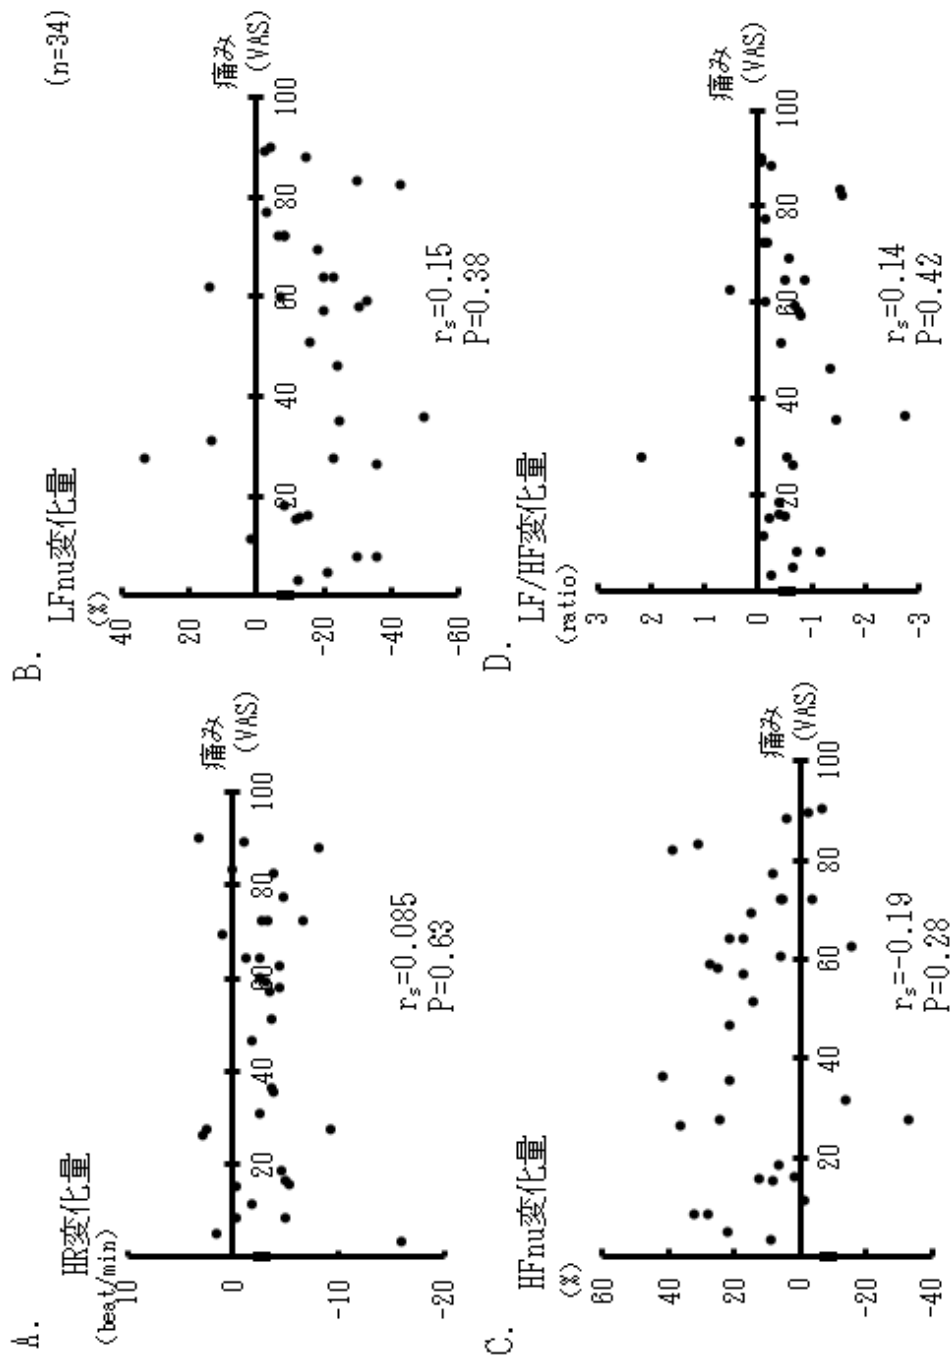 (n=34)
A.
HR変化量
(beat/min)
10
0
-10
-20
20
40
60
80
100
痛み
(VAS)
rₛ=0.085
P=0.63
B.
LFnu変化量
(%)
40
20
0
-20
-40
-60
20
40
60
80
100
痛み
(VAS)
rₛ=0.15
P=0.38
C.
HFnu変化量
(%)
60
40
20
0
-20
-40
20
40
60
80
100
痛み
(VAS)
rₛ=-0.19
P=0.28
D.
LF/HF変化量
(ratio)
3
2
1
0
-1
-2
-3
20
40
60
80
100
痛み
(VAS)
rₛ=0.14
P=0.42